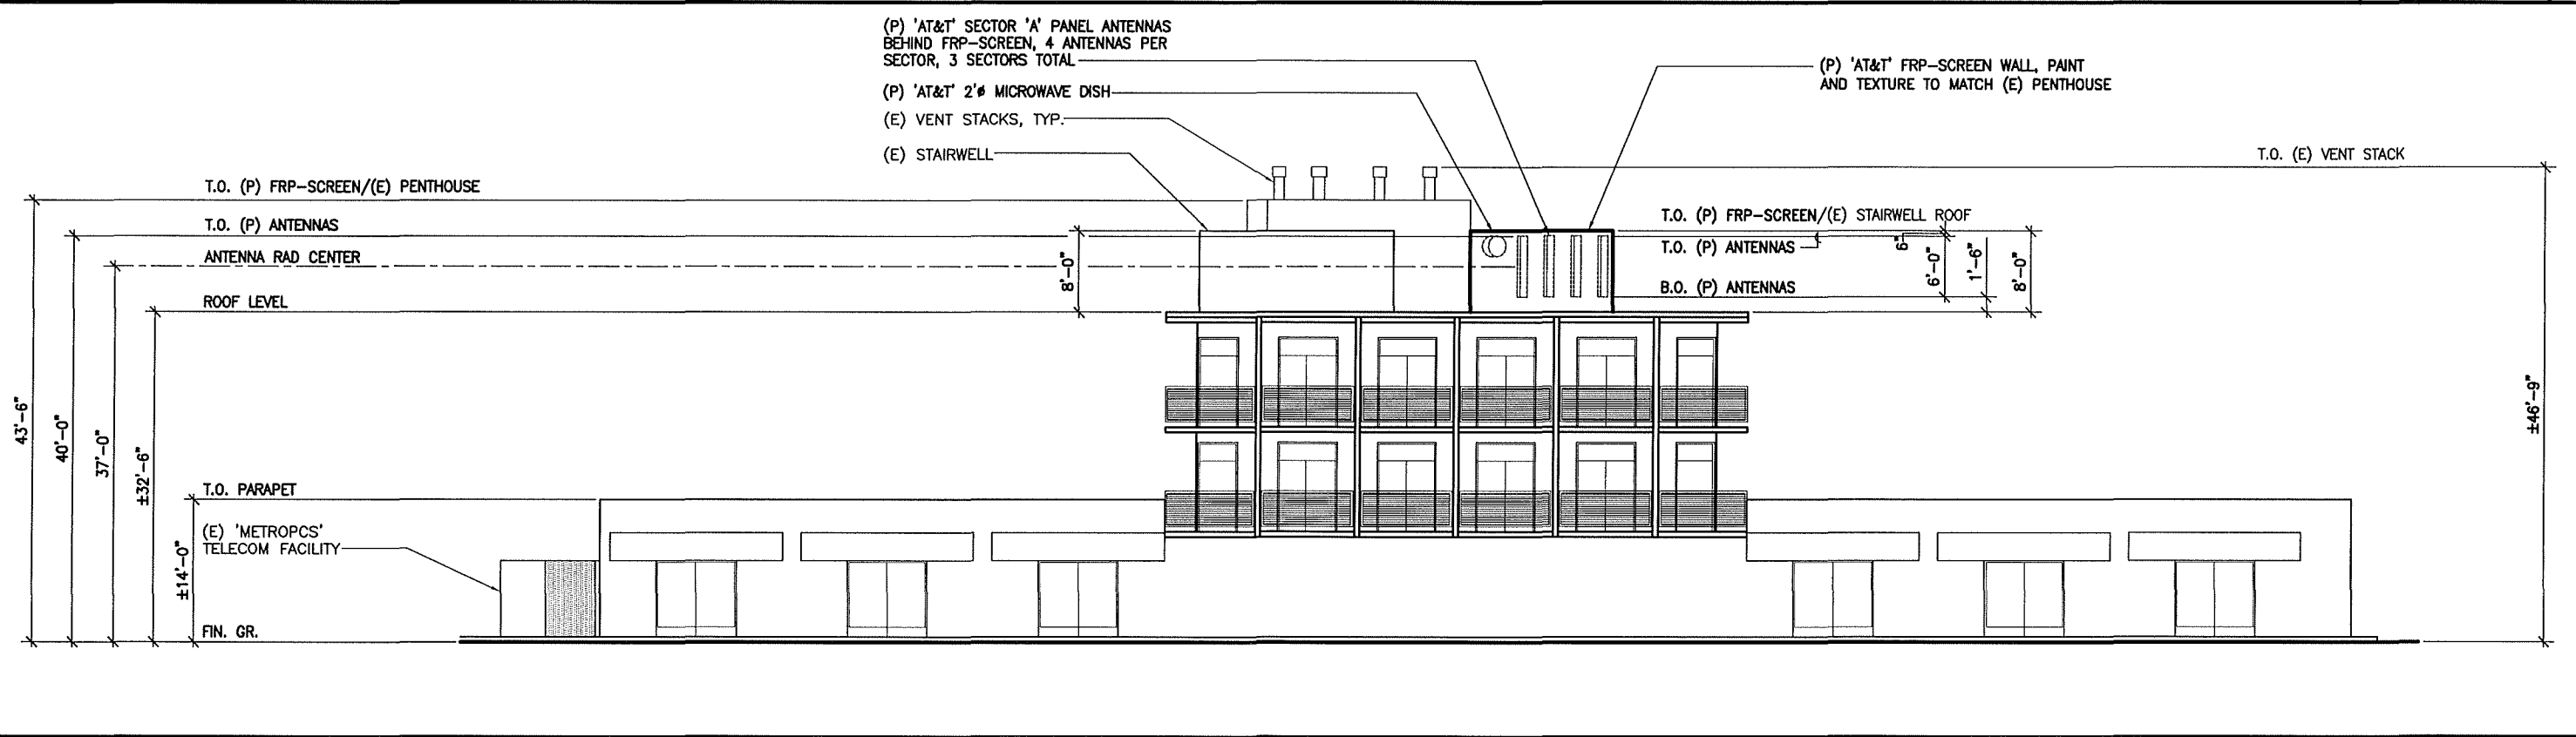 (P) 'AT&T' SECTOR 'A' PANEL ANTENNAS
BEHIND FRP-SCREEN, 4 ANTENNAS PER
SECTOR, 3 SECTORS TOTAL
(P) 'AT&T' 2'ø MICROWAVE DISH
(E) VENT STACKS, TYP.
(E) STAIRWELL
(P) 'AT&T' FRP-SCREEN WALL, PAINT
AND TEXTURE TO MATCH (E) PENTHOUSE
T.O. (E) VENT STACK
T.O. (P) FRP-SCREEN/(E) PENTHOUSE
T.O. (P) ANTENNAS
ANTENNA RAD CENTER
ROOF LEVEL
T.O. (P) FRP-SCREEN/(E) STAIRWELL ROOF
T.O. (P) ANTENNAS
B.O. (P) ANTENNAS
8'-0"
6"
6'-0"
1'-6"
8'-0"
43'-6"
40'-0"
37'-0"
±32'-6"
±14'-0"
±46'-9"
T.O. PARAPET
(E) 'METROPCS'
TELECOM FACILITY
FIN. GR.